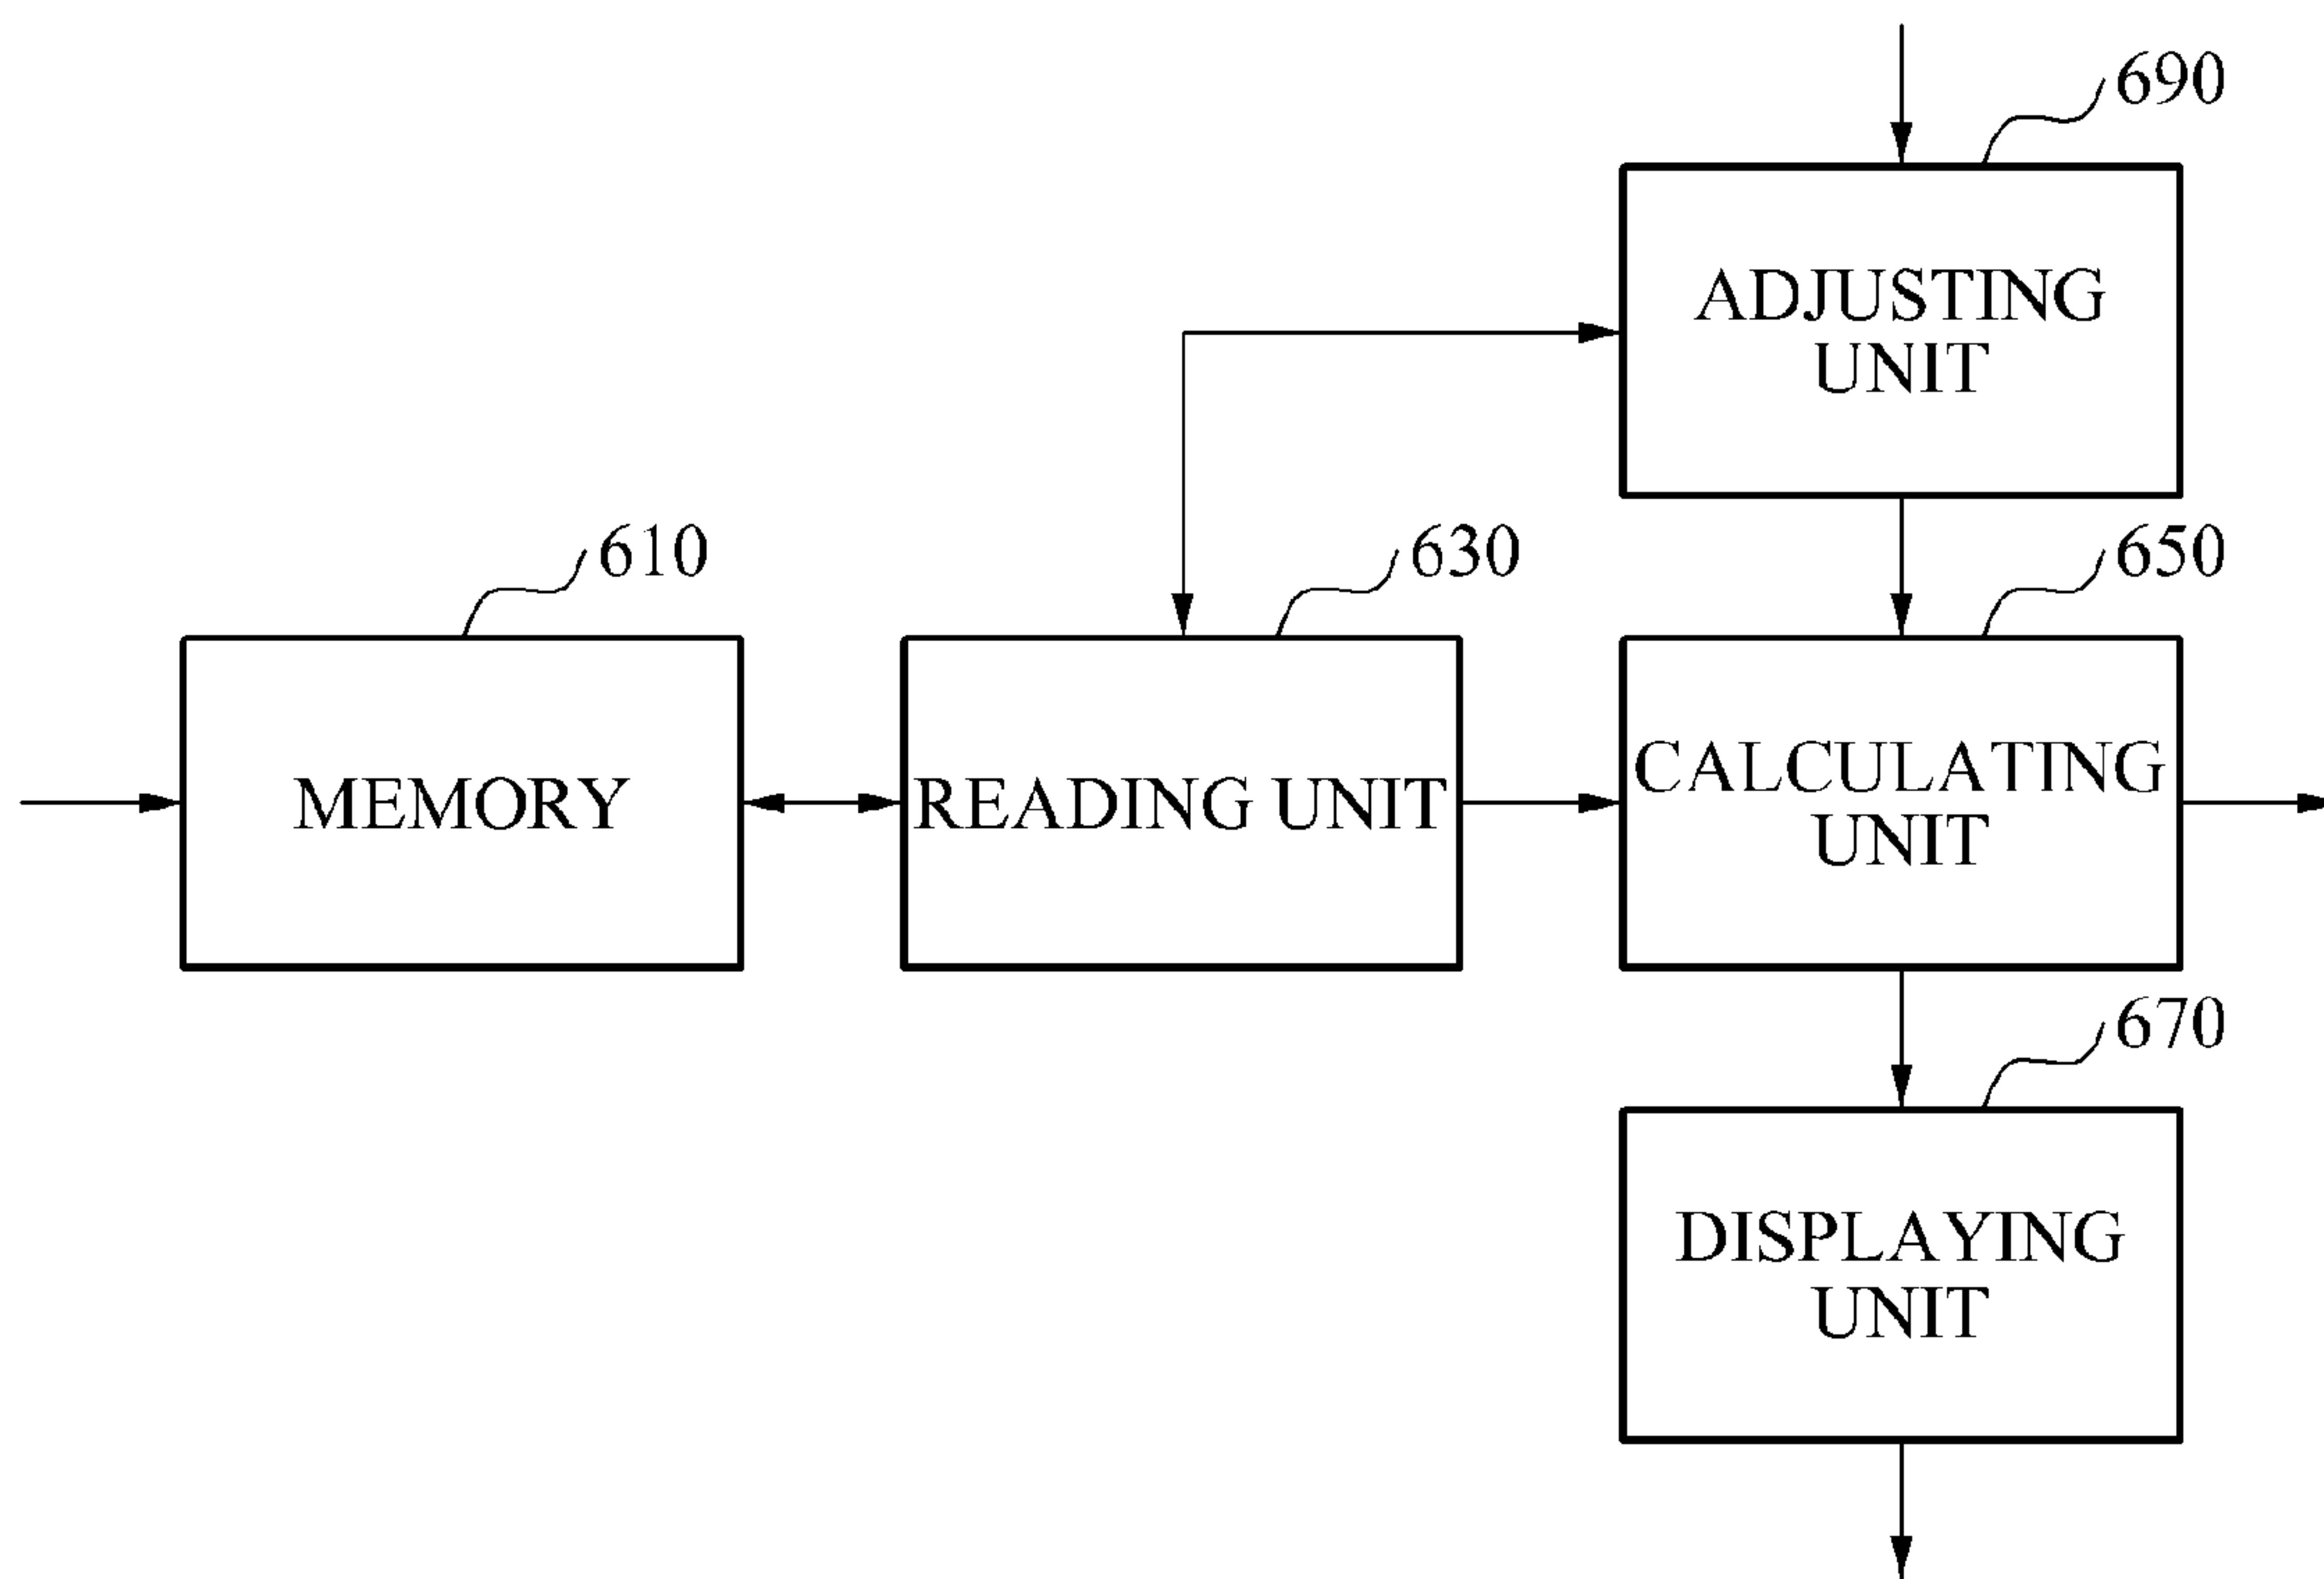 690
ADJUSTING
UNIT
610
630
650
MEMORY
READING UNIT
CALCULATING
UNIT
670
DISPLAYING
UNIT